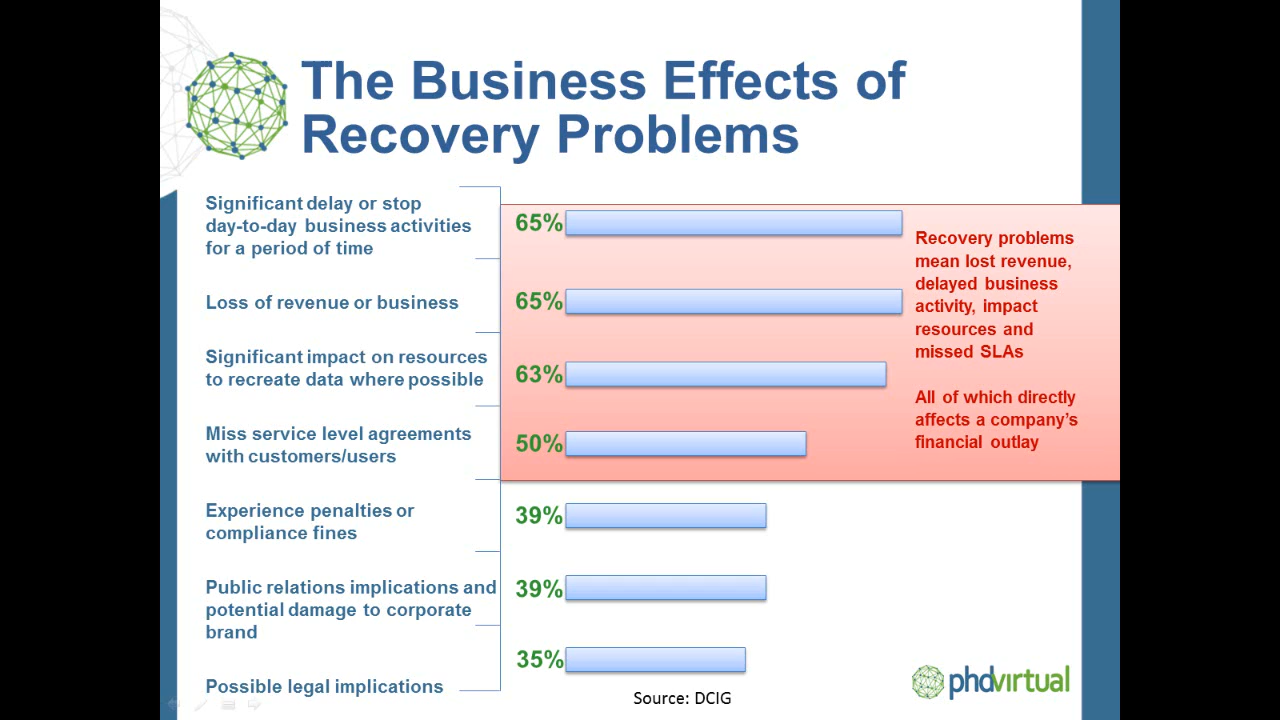 The Business Effects of
Recovery Problems
Significant delay or stop
day-to-day business activities
for a period of time
65%
Loss of revenue or business
65%
Significant impact on resources
to recreate data where possible
63%
Miss service level agreements
with customers/users
50%
Experience penalties or
compliance fines
39%
Public relations implications and
potential damage to corporate
brand
39%
Possible legal implications
35%
Recovery problems
mean lost revenue,
delayed business
activity, impact
resources and
missed SLAs
All of which directly
affects a company’s
financial outlay
Source: DCIG
phdvirtual